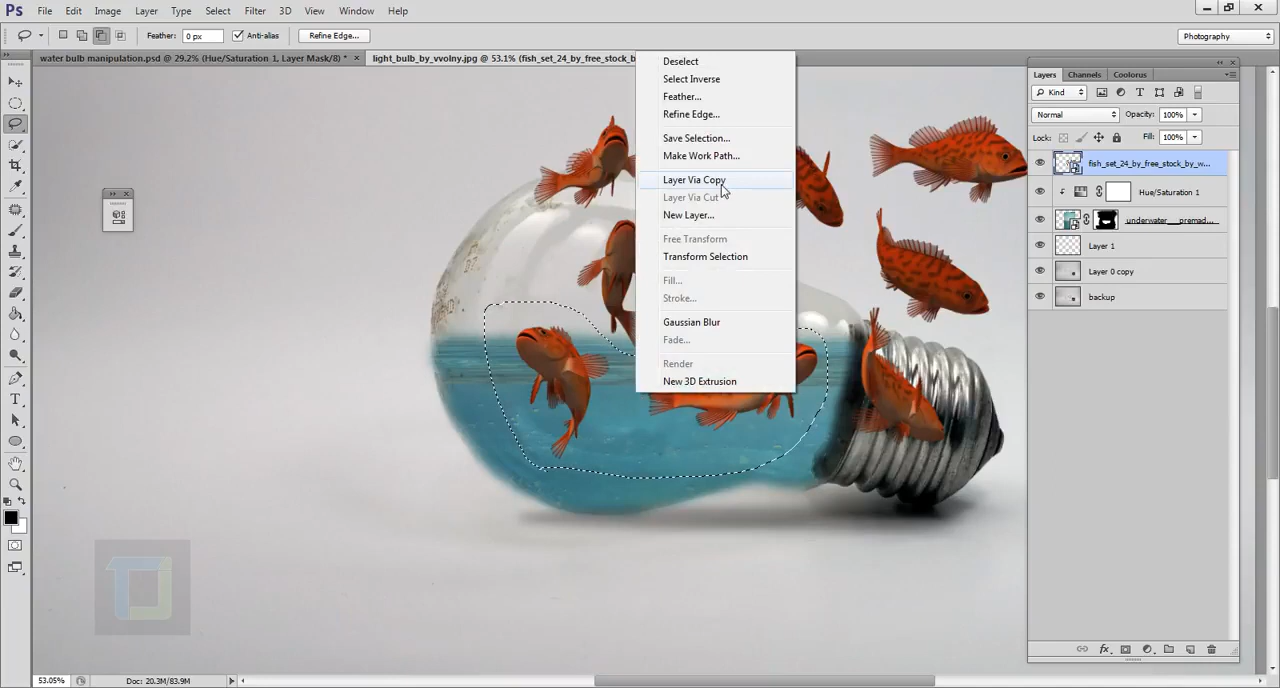 Ps File Edit Image Layer Type Select Filter 3D View Window Help
Feather: 0 px Anti-alias Refine Edge... Photography
water bulb manipulation.psd @ 29.2% (Hue/Saturation 1, Layer Mask/8) * × light_bulb_by_vvolny.jpg @ 53.1% (fish_set_24_by_free_stock_b
Deselect
Select Inverse
Feather...
Refine Edge...
Save Selection...
Make Work Path...
Layer Via Copy
Layer Via Cut
New Layer...
Free Transform
Transform Selection
Fill...
Stroke...
Gaussian Blur
Fade...
Render
New 3D Extrusion
Layers Channels Coolorus
Kind
Normal Opacity: 100%
Lock: Fill: 100%
fish_set_24_by_free_stock_by_w...
Hue/Saturation 1
underwater___premad...
Layer 1
Layer 0 copy
backup
fx
53.05% Doc: 20.3M/83.9M